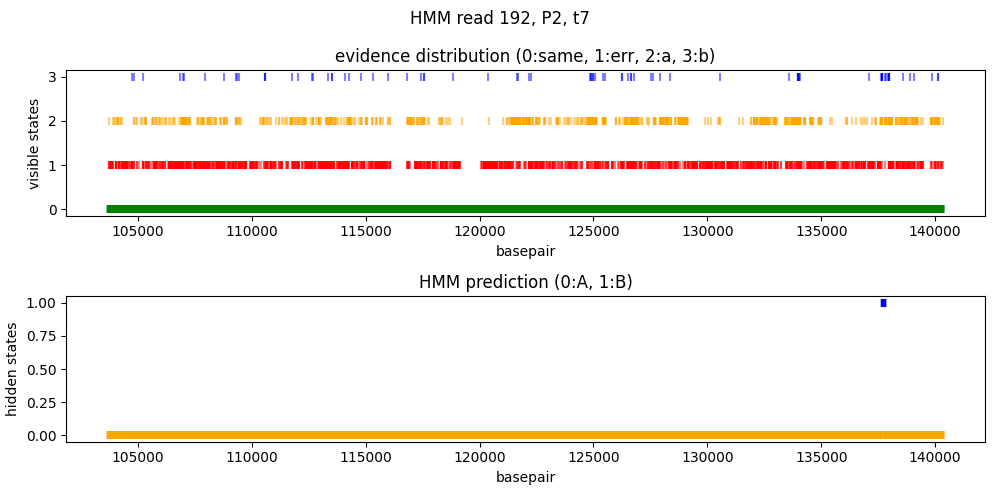 HMM read 192, P2, t7
evidence distribution (0:same, 1:err, 2:a, 3:b)
visible states
3
2
1
0
105000 110000 115000 120000 125000 130000 135000 140000
basepair
HMM prediction (0:A, 1:B)
hidden states
1.00
0.75
0.50
0.25
0.00
105000 110000 115000 120000 125000 130000 135000 140000
basepair